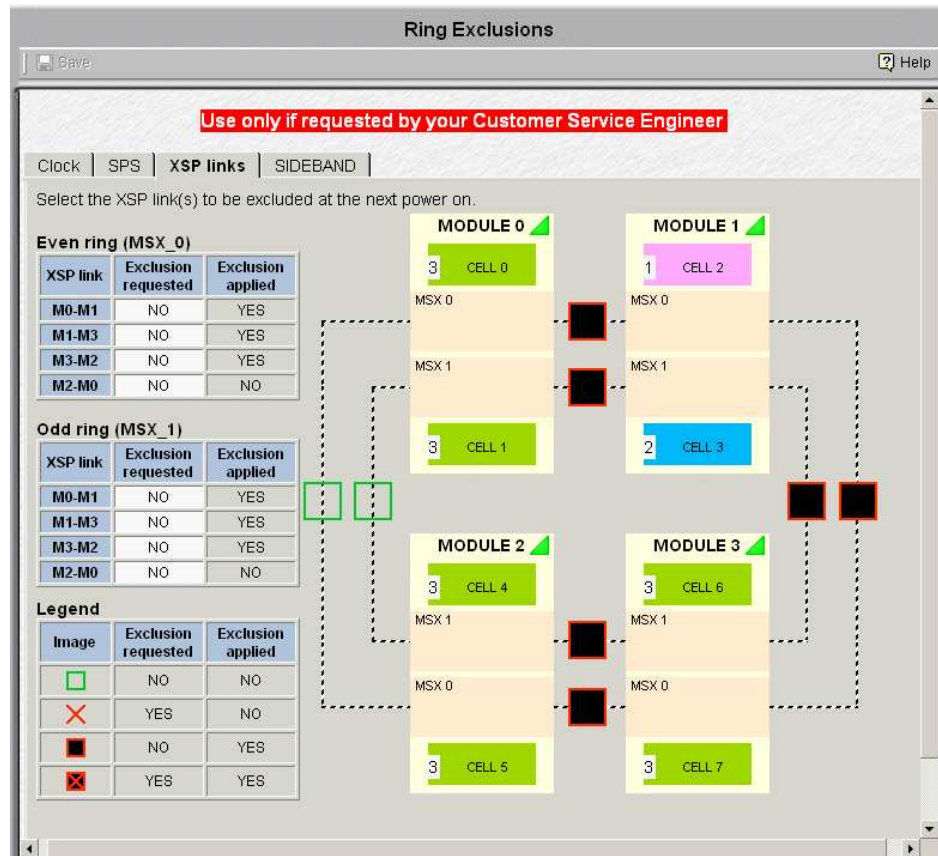 Ring Exclusions
Save
Help
Use only if requested by your Customer Service Engineer
Clock SPS XSP links SIDEBAND
Select the XSP link(s) to be excluded at the next power on.
Even ring (MSX_0)
XSP link Exclusion requested Exclusion applied
M0-M1 NO YES
M1-M3 NO YES
M3-M2 NO YES
M2-M0 NO NO
Odd ring (MSX_1)
XSP link Exclusion requested Exclusion applied
M0-M1 NO YES
M1-M3 NO YES
M3-M2 NO YES
M2-M0 NO NO
Legend
Image Exclusion requested Exclusion applied
NO NO
YES NO
NO YES
YES YES
MODULE 0
3 CELL 0
MSX 0
MSX 1
3 CELL 1
MODULE 1
1 CELL 2
MSX 0
MSX 1
2 CELL 3
MODULE 2
3 CELL 4
MSX 1
MSX 0
3 CELL 5
MODULE 3
3 CELL 6
MSX 1
MSX 0
3 CELL 7